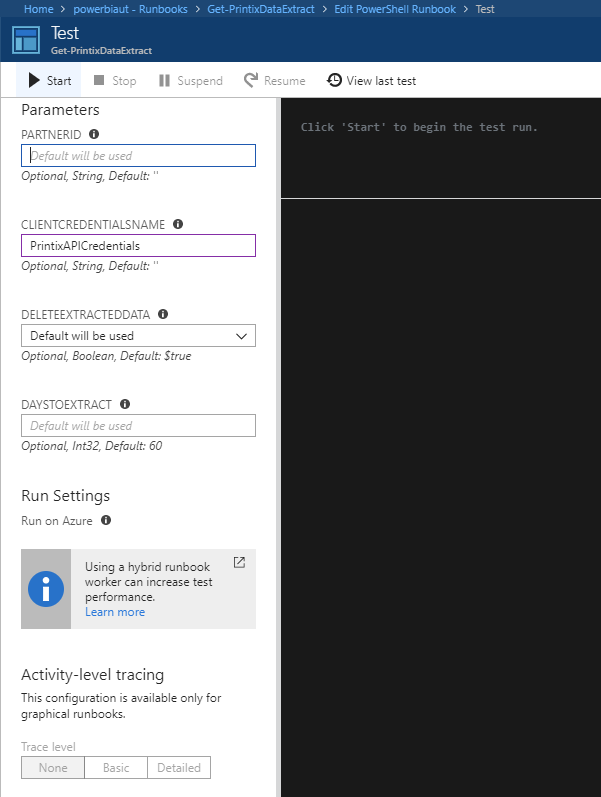 Home > powerbiaut - Runbooks > Get-PrintixDataExtract > Edit PowerShell Runbook > Test
Test
Get-PrintixDataExtract
Start Stop Suspend Resume View last test
Parameters
PARTNERID
Default will be used
Optional, String, Default: ''
CLIENTCREDENTIALSNAME
PrintixAPICredentials
Optional, String, Default: ''
DELETEEXTRACTEDDATA
Default will be used
Optional, Boolean, Default: $true
DAYSTOEXTRACT
Default will be used
Optional, Int32, Default: 60
Run Settings
Run on Azure
Using a hybrid runbook
worker can increase test
performance.
Learn more
Activity-level tracing
This configuration is available only for
graphical runbooks.
Trace level
None Basic Detailed
Click 'Start' to begin the test run.